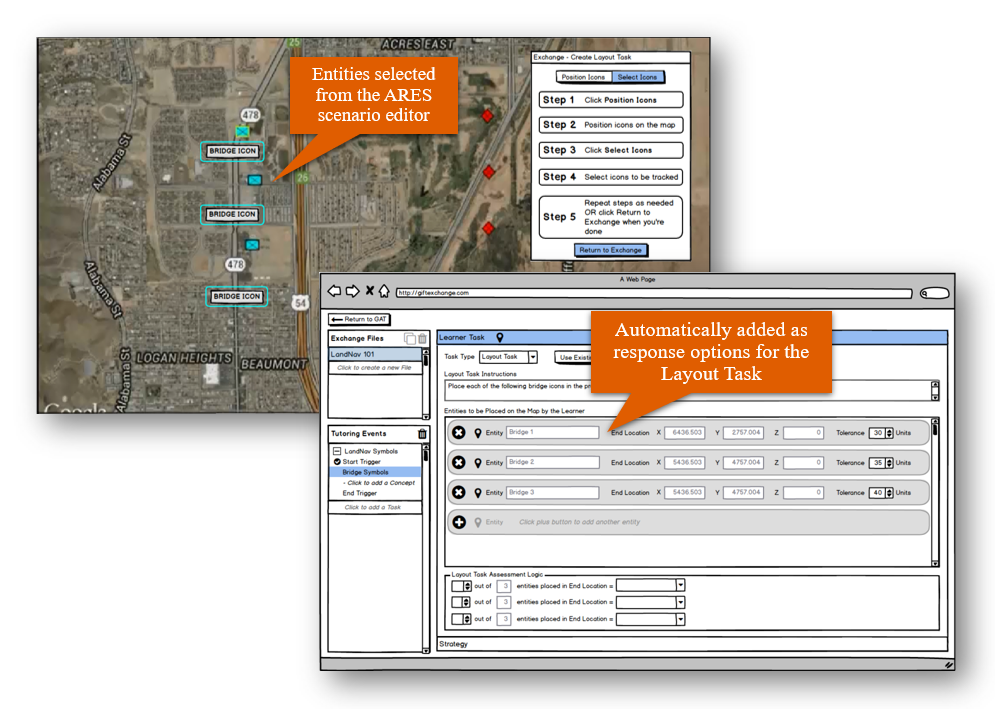 25
ACRES EAST
Entities selected
from the ARES
scenario editor
478
BRIDGE ICON
Alabama St
26
BRIDGE ICON
478
BRIDGE ICON
54
Alabama St
LOGAN HEIGHTS
BEAUMONT
Alabama St
Google
Exchange - Create Layout Task
Position Icons Select Icons
Step 1 Click Position Icons
Step 2 Position icons on the map
Step 3 Click Select Icons
Step 4 Select icons to be tracked
Step 5 Repeat steps as needed
OR click Return to
Exchange when you're
done
Return to Exchange
A Web Page
http://giftexchange.com
Return to GAT
Exchange Files
LandNav 101
Click to create a new File
Tutoring Events
LandNav Symbols
Start Trigger
Bridge Symbols
- Click to add a Concept
End Trigger
Click to add a Task
Learner Task
Task Type Layout Task Use Existi
Automatically added as
response options for the
Layout Task
Layout Task Instructions
Place each of the following bridge icons in the pr
Entities to be Placed on the Map by the Learner
Entity Bridge 1 End Location X 6436.503 Y 2757.004 Z 0 Tolerance 30 Units
Entity Bridge 2 End Location X 5436.503 Y 4757.004 Z 0 Tolerance 35 Units
Entity Bridge 3 End Location X 5436.503 Y 4757.004 Z 0 Tolerance 40 Units
Entity Click plus button to add another entity
Layout Task Assessment Logic
out of 3 entities placed in End Location =
out of 3 entities placed in End Location =
out of 3 entities placed in End Location =
Strategy